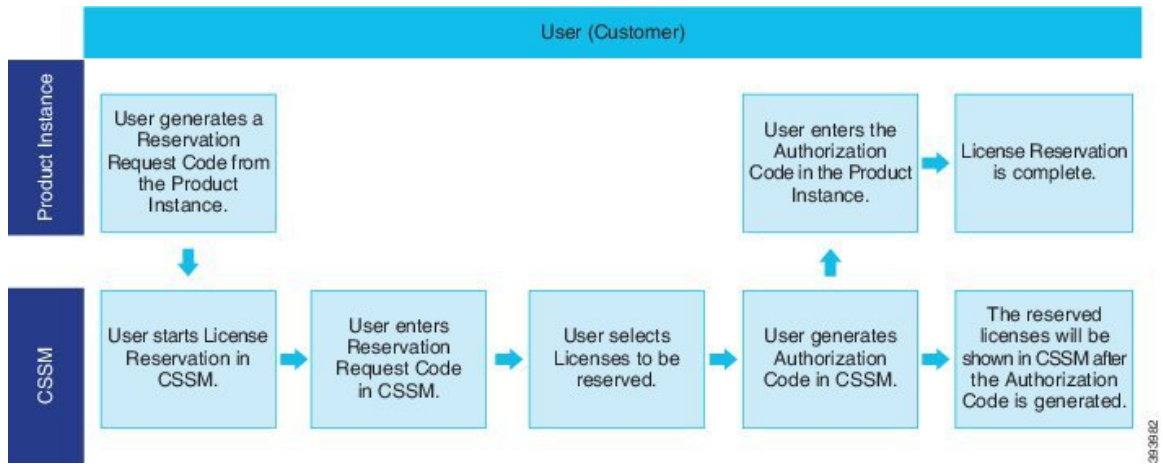 User (Customer)
Product Instance
User generates a
Reservation
Request Code from
the Product
Instance.
User enters the
Authorization
Code in the Product
Instance.
License Reservation
is complete.
CSSM
User starts License
Reservation in
CSSM.
User enters
Reservation
Request Code
in CSSM.
User selects
Licenses to be
reserved.
User generates
Authorization
Code in CSSM.
The reserved
licenses will be
shown in CSSM after
the Authorization
Code is generated.
393982